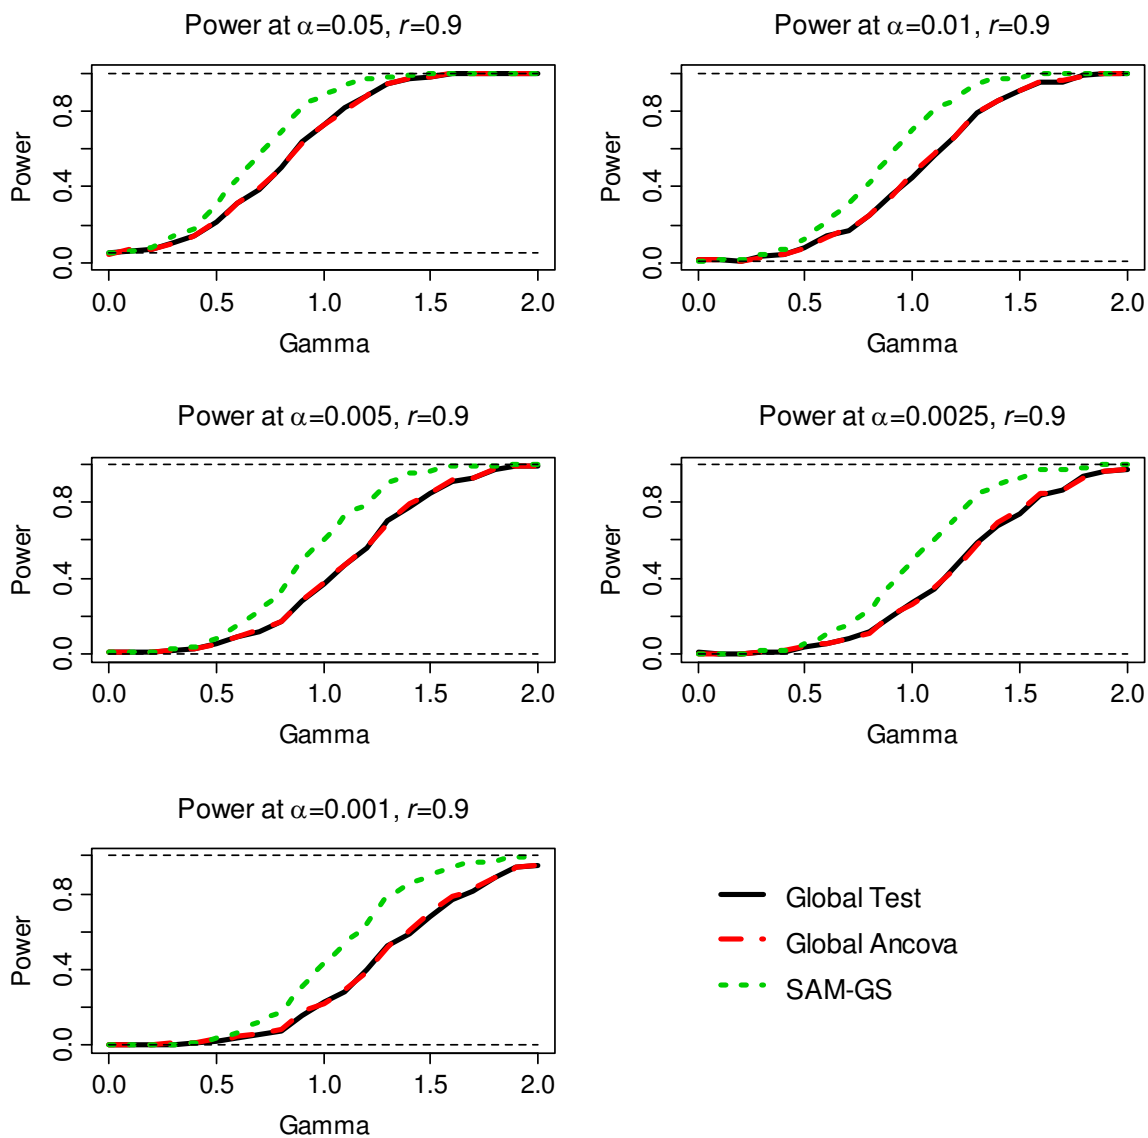 Power at α=0.05, r=0.9
Power
0.0 0.4 0.8
0.0 0.5 1.0 1.5 2.0
Gamma
Power at α=0.01, r=0.9
Power
0.0 0.4 0.8
0.0 0.5 1.0 1.5 2.0
Gamma
Power at α=0.005, r=0.9
Power
0.0 0.4 0.8
0.0 0.5 1.0 1.5 2.0
Gamma
Power at α=0.0025, r=0.9
Power
0.0 0.4 0.8
0.0 0.5 1.0 1.5 2.0
Gamma
Power at α=0.001, r=0.9
Power
0.0 0.4 0.8
0.0 0.5 1.0 1.5 2.0
Gamma
Global Test
Global Ancova
SAM-GS